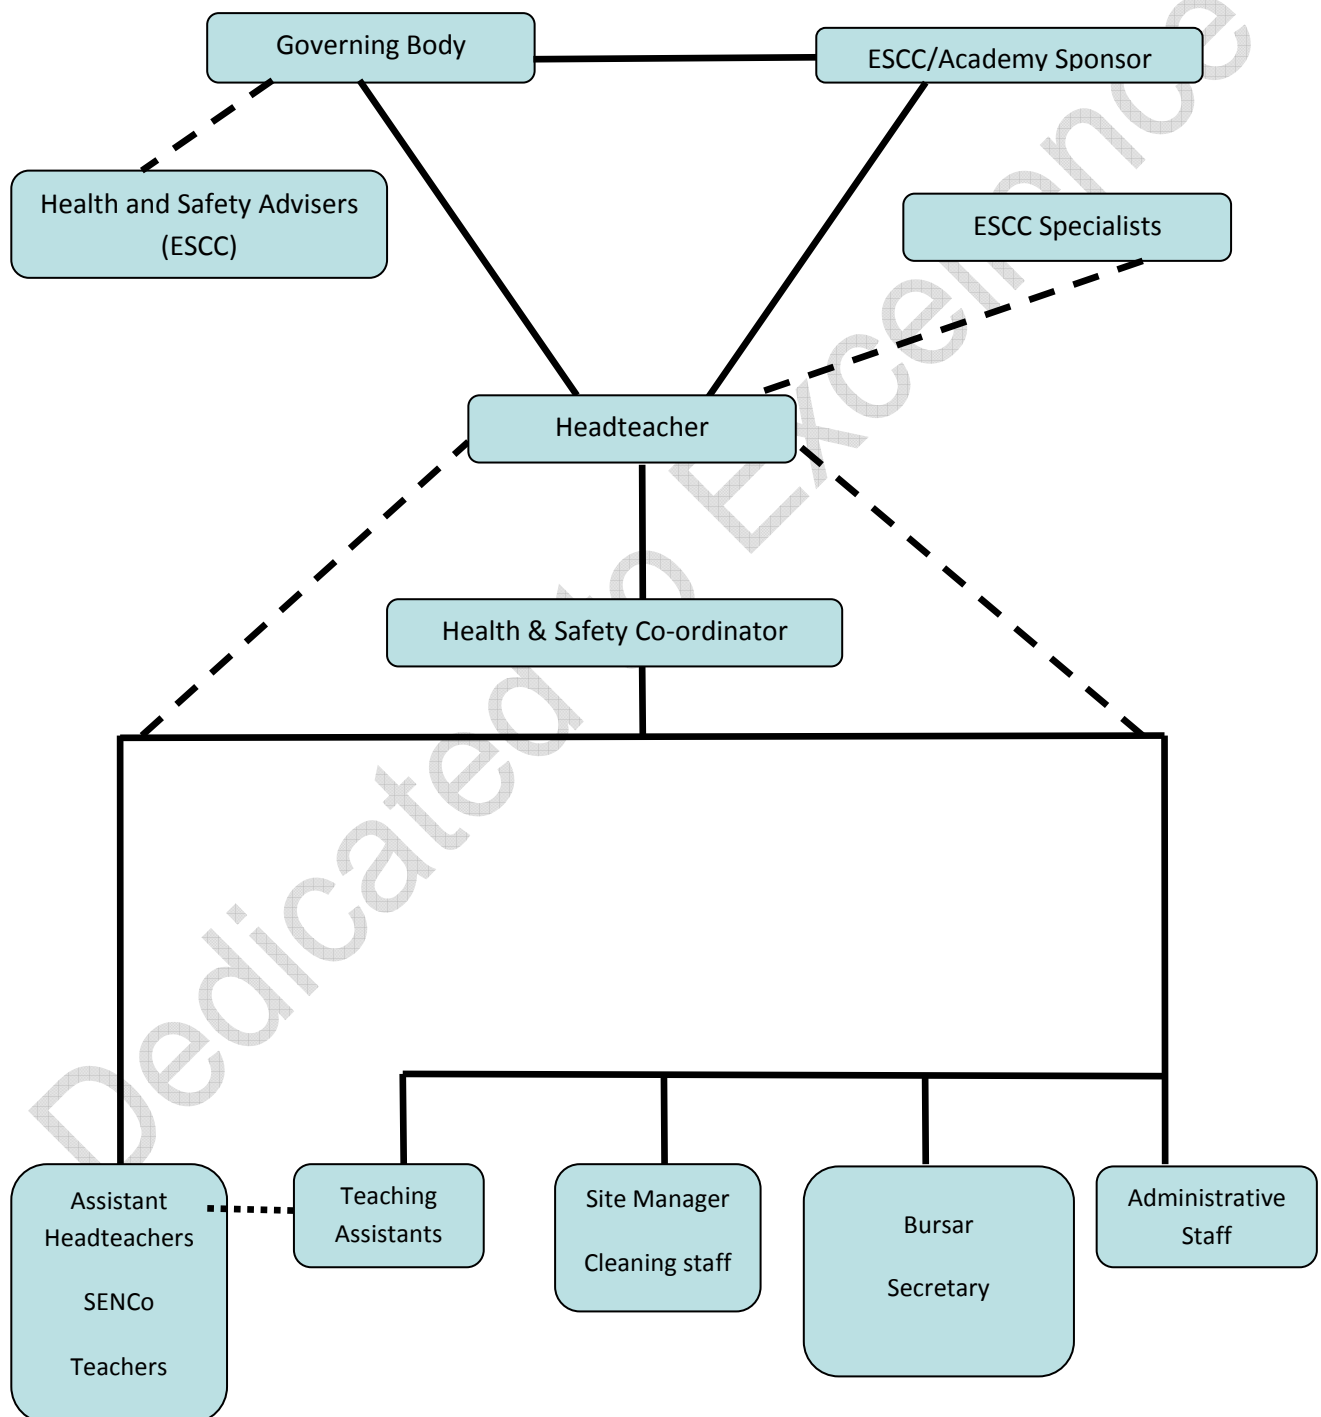 Governing Body
ESCC/Academy Sponsor
Health and Safety Advisers
(ESCC)
ESCC Specialists
Headteacher
Health & Safety Co-ordinator
Assistant
Headteachers
SENCo
Teachers
Teaching
Assistants
Site Manager
Cleaning staff
Bursar
Secretary
Administrative
Staff
Dedicated to Excellence